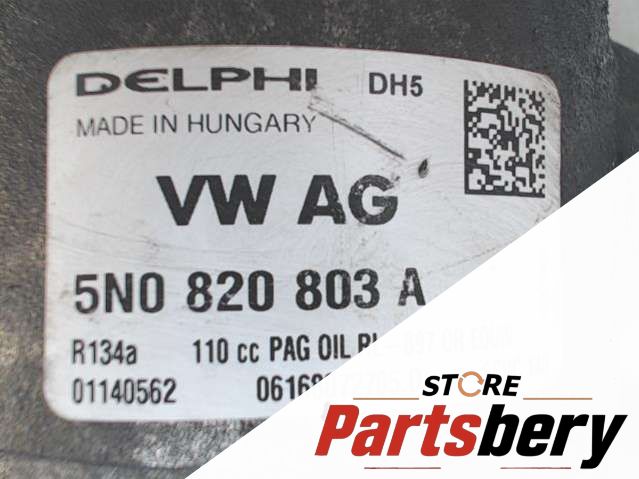 DELPHI DH5
MADE IN HUNGARY
VW AG
5N0 820 803 A
R134a 110 cc PAG OIL
01140562
STORE
Partsbery